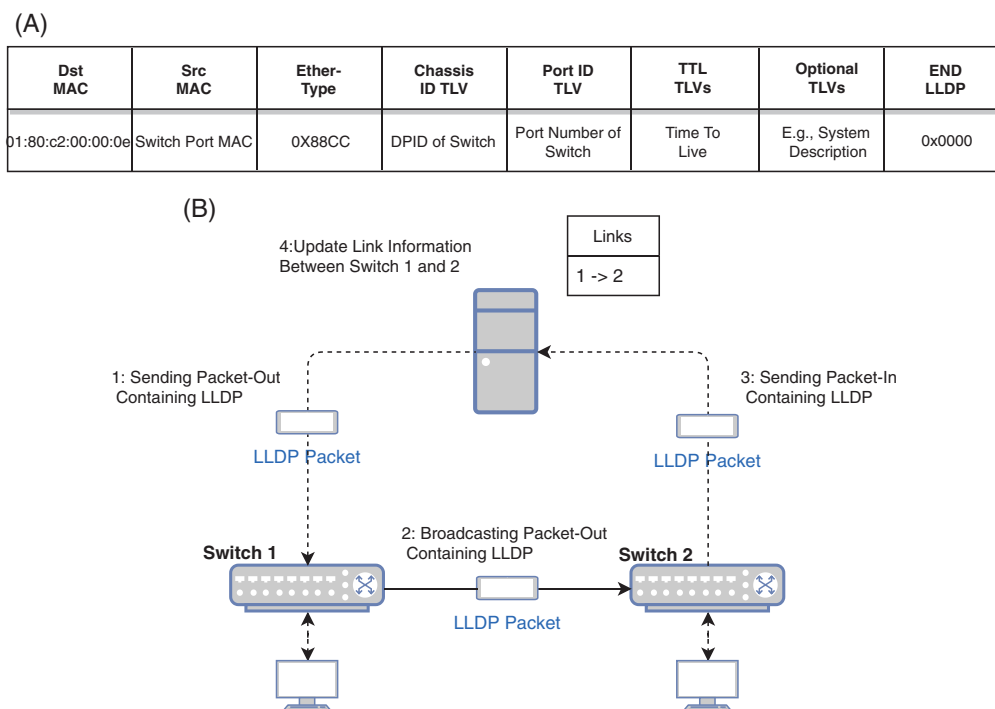 (A)
Dst MAC
Src MAC
Ether-Type
Chassis ID TLV
Port ID TLV
TTL TLVs
Optional TLVs
END LLDP
01:80:c2:00:00:0e
Switch Port MAC
0X88CC
DPID of Switch
Port Number of Switch
Time To Live
E.g., System Description
0x0000
(B)
4:Update Link Information
Between Switch 1 and 2
Links
1 -> 2
1: Sending Packet-Out
Containing LLDP
LLDP Packet
3: Sending Packet-In
Containing LLDP
LLDP Packet
Switch 1
2: Broadcasting Packet-Out
Containing LLDP
LLDP Packet
Switch 2